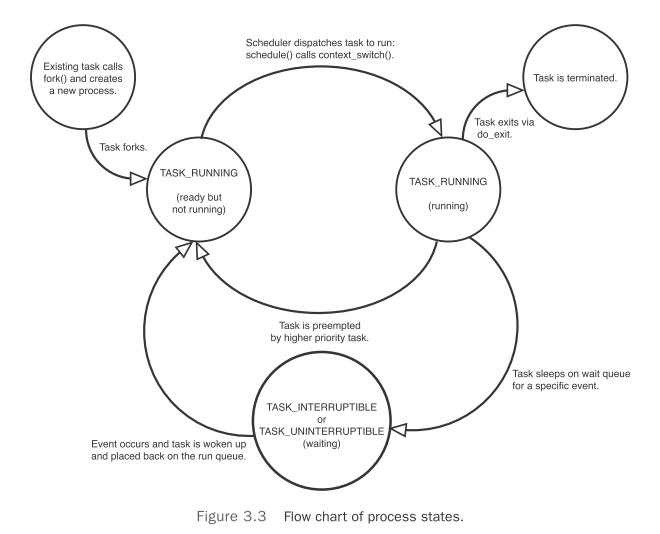 Existing task calls
fork() and creates
a new process.
Scheduler dispatches task to run:
schedule() calls context_switch().
Task is terminated.
Task forks.
Task exits via
do_exit.
TASK_RUNNING
(ready but
not running)
TASK_RUNNING
(running)
Task is preempted
by higher priority task.
Task sleeps on wait queue
for a specific event.
TASK_INTERRUPTIBLE
or
TASK_UNINTERRUPTIBLE
(waiting)
Event occurs and task is woken up
and placed back on the run queue.
Figure 3.3 Flow chart of process states.